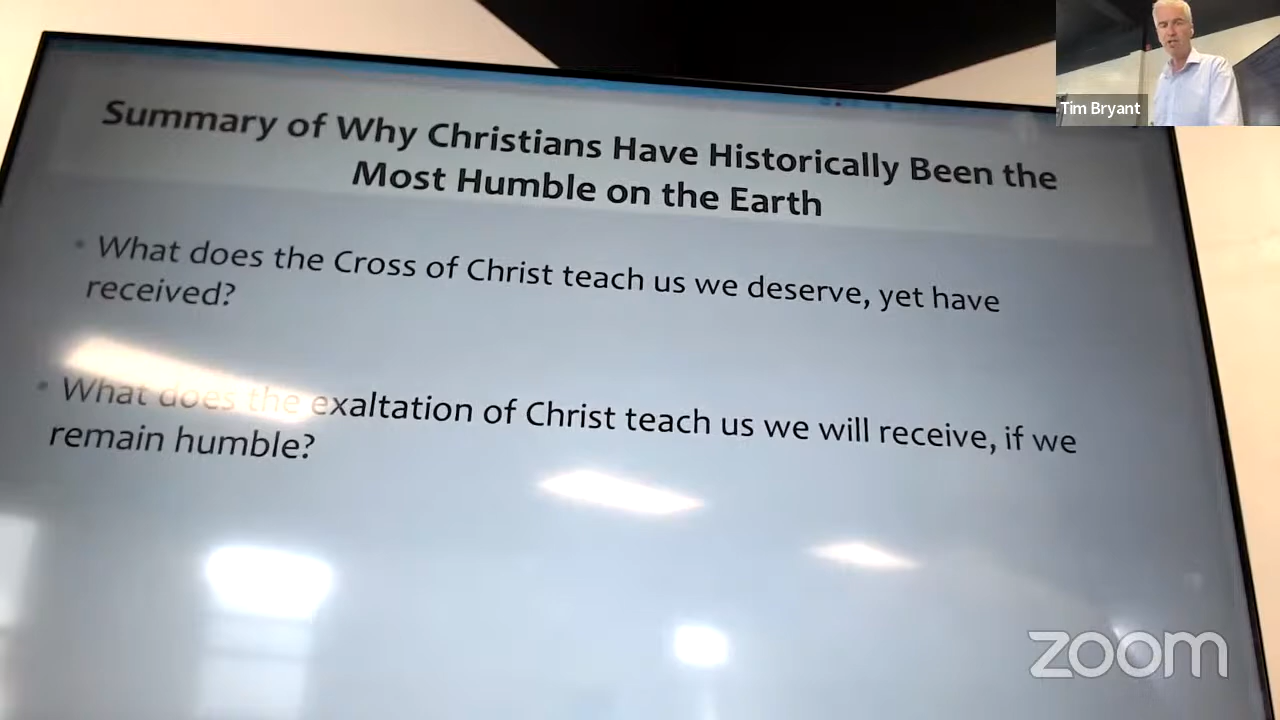 Summary of Why Christians Have Historically Been the
Most Humble on the Earth
• What does the Cross of Christ teach us we deserve, yet have
received?
• What does the exaltation of Christ teach us we will receive, if we
remain humble?
Tim Bryant
zoom